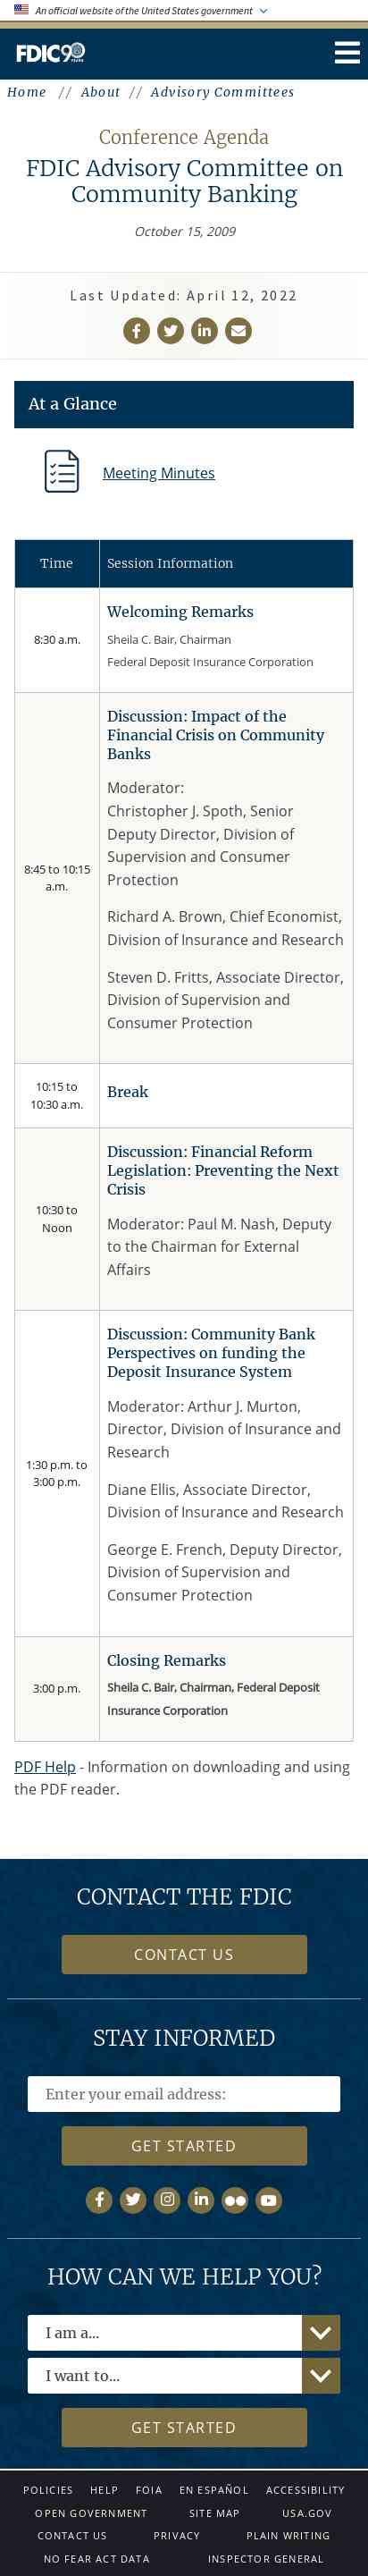 An official website of the United States government
FDIC 90 YEARS
Home // About // Advisory Committees
Conference Agenda
FDIC Advisory Committee on
Community Banking
October 15, 2009
Last Updated: April 12, 2022
At a Glance
Meeting Minutes
Time
Session Information
8:30 a.m.
Welcoming Remarks
Sheila C. Bair, Chairman
Federal Deposit Insurance Corporation
8:45 to 10:15
a.m.
Discussion: Impact of the
Financial Crisis on Community
Banks
Moderator:
Christopher J. Spoth, Senior
Deputy Director, Division of
Supervision and Consumer
Protection
Richard A. Brown, Chief Economist,
Division of Insurance and Research
Steven D. Fritts, Associate Director,
Division of Supervision and
Consumer Protection
10:15 to
10:30 a.m.
Break
10:30 to
Noon
Discussion: Financial Reform
Legislation: Preventing the Next
Crisis
Moderator: Paul M. Nash, Deputy
to the Chairman for External
Affairs
1:30 p.m. to
3:00 p.m.
Discussion: Community Bank
Perspectives on funding the
Deposit Insurance System
Moderator: Arthur J. Murton,
Director, Division of Insurance and
Research
Diane Ellis, Associate Director,
Division of Insurance and Research
George E. French, Deputy Director,
Division of Supervision and
Consumer Protection
3:00 p.m.
Closing Remarks
Sheila C. Bair, Chairman, Federal Deposit
Insurance Corporation
PDF Help - Information on downloading and using
the PDF reader.
CONTACT THE FDIC
CONTACT US
STAY INFORMED
Enter your email address:
GET STARTED
HOW CAN WE HELP YOU?
I am a...
I want to...
GET STARTED
POLICIES HELP FOIA EN ESPAÑOL ACCESSIBILITY
OPEN GOVERNMENT SITE MAP USA.GOV
CONTACT US PRIVACY PLAIN WRITING
NO FEAR ACT DATA INSPECTOR GENERAL